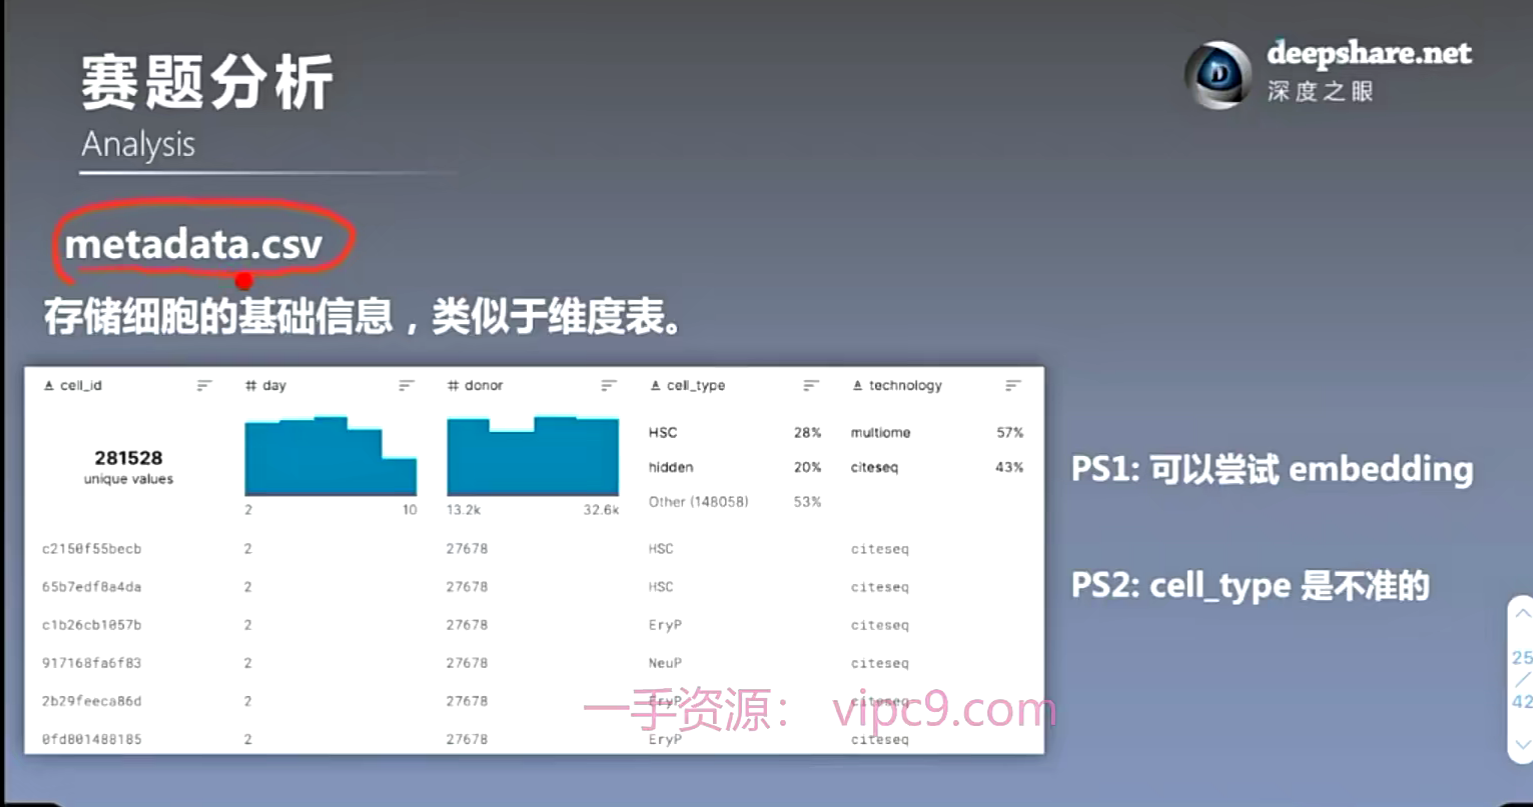 赛题分析
Analysis
deepshare.net
深度之眼
metadata.csv
存储细胞的基础信息，类似于维度表。
cell_id # day # donor cell_type technology
281528
unique values
2 10
13.2k 32.6k
HSC 28%
hidden 20%
Other (148058) 53%
multiome 57%
citeseq 43%
c2150f55becb 2 27678 HSC citeseq
65b7edf8a4da 2 27678 HSC citeseq
c1b26cb1057b 2 27678 EryP citeseq
917168fa6f83 2 27678 NeuP citeseq
2b29feeca86d 2 27678 EryP citeseq
0fd801488185 2 27678 EryP citeseq
PS1: 可以尝试 embedding
PS2: cell_type 是不准的
一手资源： vipc9.com
25
/
42